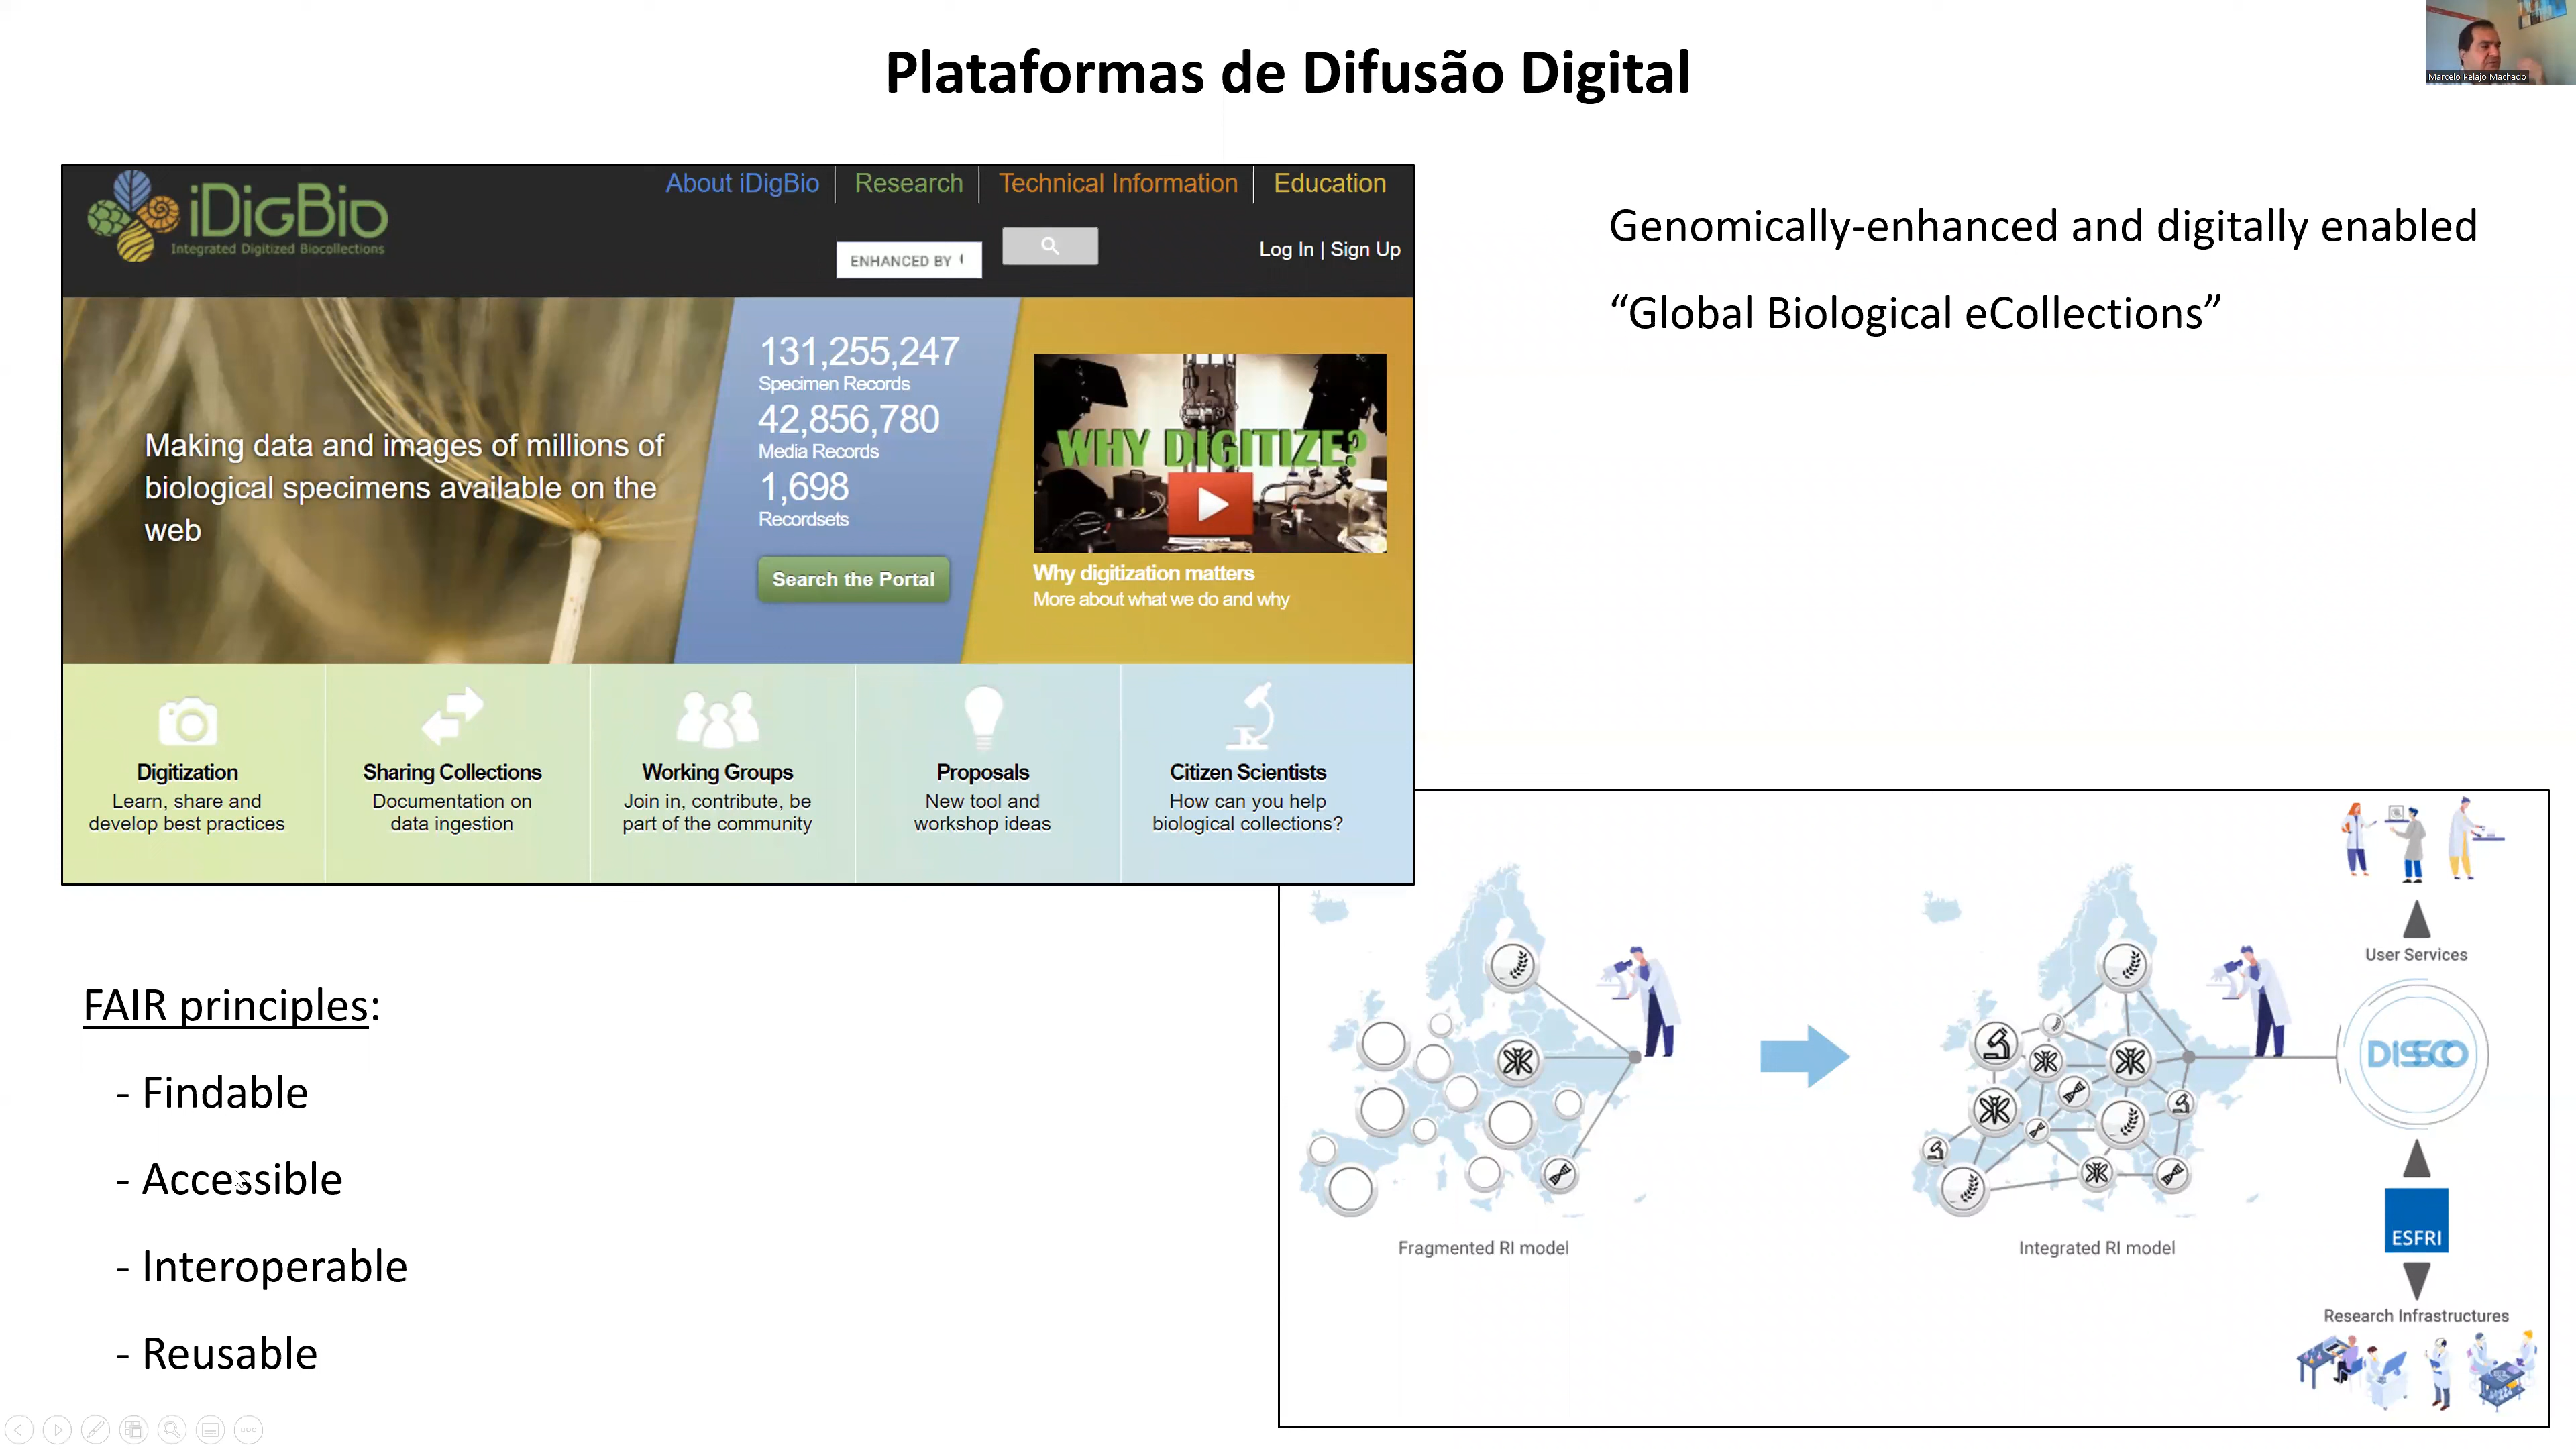 Plataformas de Difusão Digital
Marcelo Pelajo Machado
iDigBio
Integrated Digitized Biocollections
About iDigBio
Research
Technical Information
Education
ENHANCED BY
Log In | Sign Up
Making data and images of millions of
biological specimens available on the
web
131,255,247
Specimen Records
42,856,780
Media Records
1,698
Recordsets
Search the Portal
WHY DIGITIZE?
Why digitization matters
More about what we do and why
Digitization
Learn, share and
develop best practices
Sharing Collections
Documentation on
data ingestion
Working Groups
Join in, contribute, be
part of the community
Proposals
New tool and
workshop ideas
Citizen Scientists
How can you help
biological collections?
Genomically-enhanced and digitally enabled
“Global Biological eCollections”
FAIR principles:
- Findable
- Accessible
- Interoperable
- Reusable
Fragmented RI model
Integrated RI model
User Services
DISSCO
ESFRI
Research Infrastructures